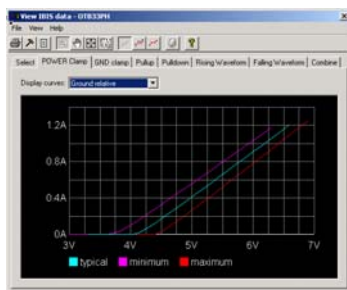 View IBIS data - OTB33PH
File View Help
Select POWER Clamp GND clamp Pullup Pulldown Rising Waveform Falling Waveform Combine
Display curves: Ground relative
1.2A
0.8A
0.4A
0A
3V 4V 5V 6V 7V
typical minimum maximum